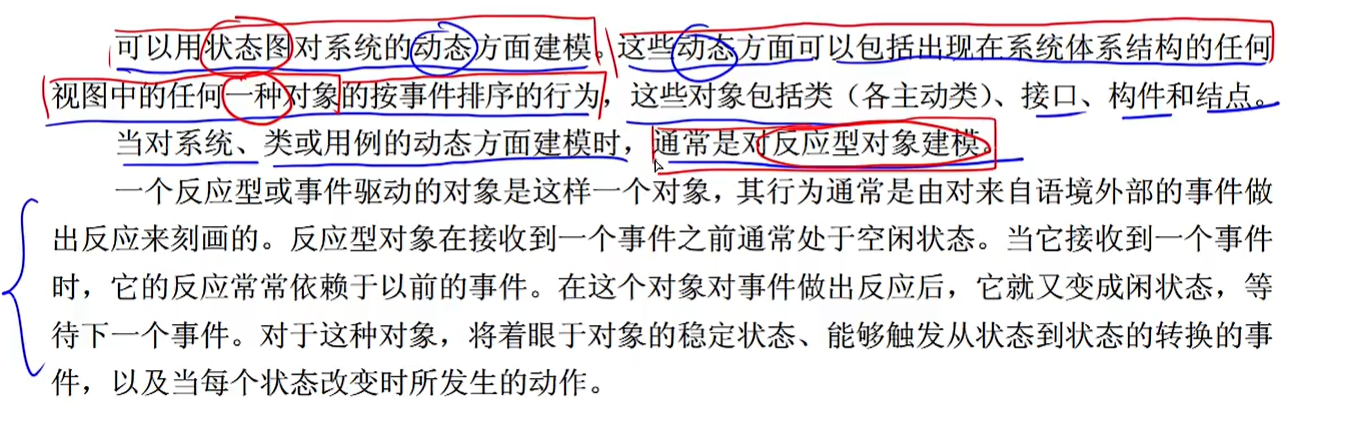 可以用状态图对系统的动态方面建模。这些动态方面可以包括出现在系统体系结构的任何
视图中的任何一种对象的按事件排序的行为，这些对象包括类（各主动类）、接口、构件和结点。
当对系统、类或用例的动态方面建模时，通常是对反应型对象建模。
一个反应型或事件驱动的对象是这样一个对象，其行为通常是由对来自语境外部的事件做
出反应来刻画的。反应型对象在接收到一个事件之前通常处于空闲状态。当它接收到一个事件
时，它的反应常常依赖于以前的事件。在这个对象对事件做出反应后，它就又变成闲状态，等
待下一个事件。对于这种对象，将着眼于对象的稳定状态、能够触发从状态到状态的转换的事
件，以及当每个状态改变时所发生的动作。